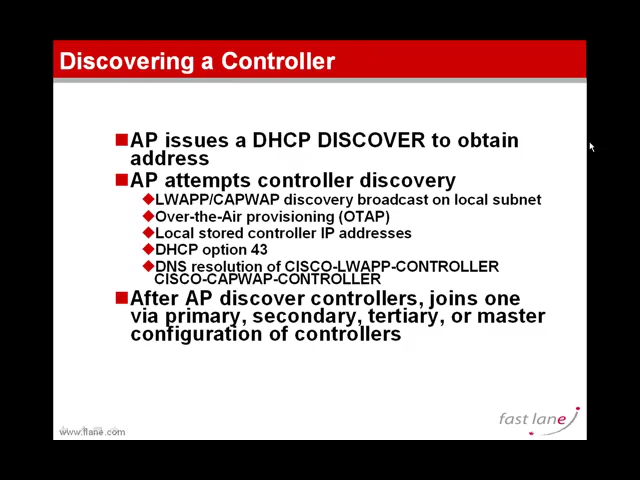 Discovering a Controller
AP issues a DHCP DISCOVER to obtain
address
AP attempts controller discovery
LWAPP/CAPWAP discovery broadcast on local subnet
Over-the-Air provisioning (OTAP)
Local stored controller IP addresses
DHCP option 43
DNS resolution of CISCO-LWAPP-CONTROLLER
CISCO-CAPWAP-CONTROLLER
After AP discover controllers, joins one
via primary, secondary, tertiary, or master
configuration of controllers
fast lane
www.flane.com